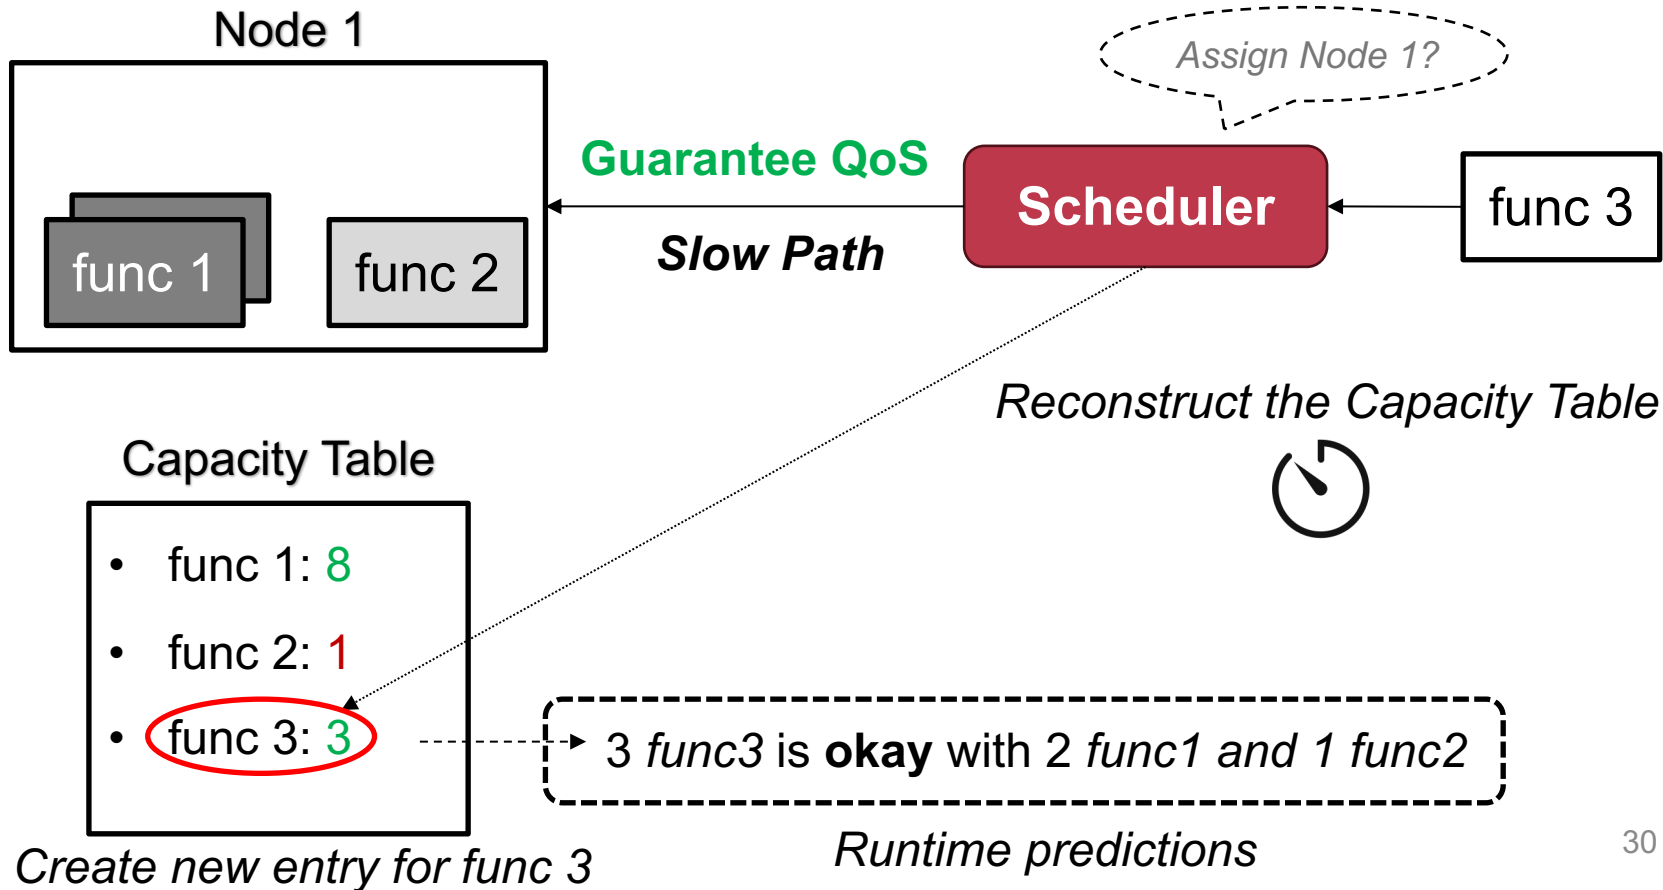 Node 1
Assign Node 1?
Guarantee QoS
Scheduler
func 3
Slow Path
func 1
func 2
Reconstruct the Capacity Table
Capacity Table
• func 1: 8
• func 2: 1
• func 3: 3
3 func3 is okay with 2 func1 and 1 func2
Create new entry for func 3
Runtime predictions
30